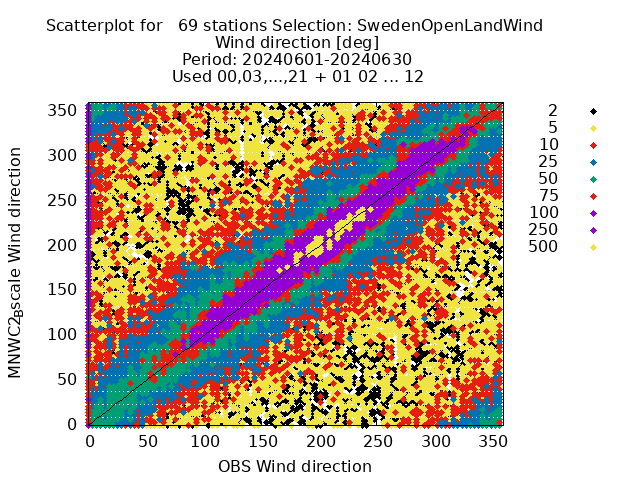 Scatterplot for 69 stations Selection: SwedenOpenLandWind
Wind direction [deg]
Period: 20240601-20240630
Used 00,03,...,21 + 01 02 ... 12
MNWC2BScale Wind direction
350
300
250
200
150
100
50
0
0 50 100 150 200 250 300 350
OBS Wind direction
2
5
10
25
50
75
100
250
500